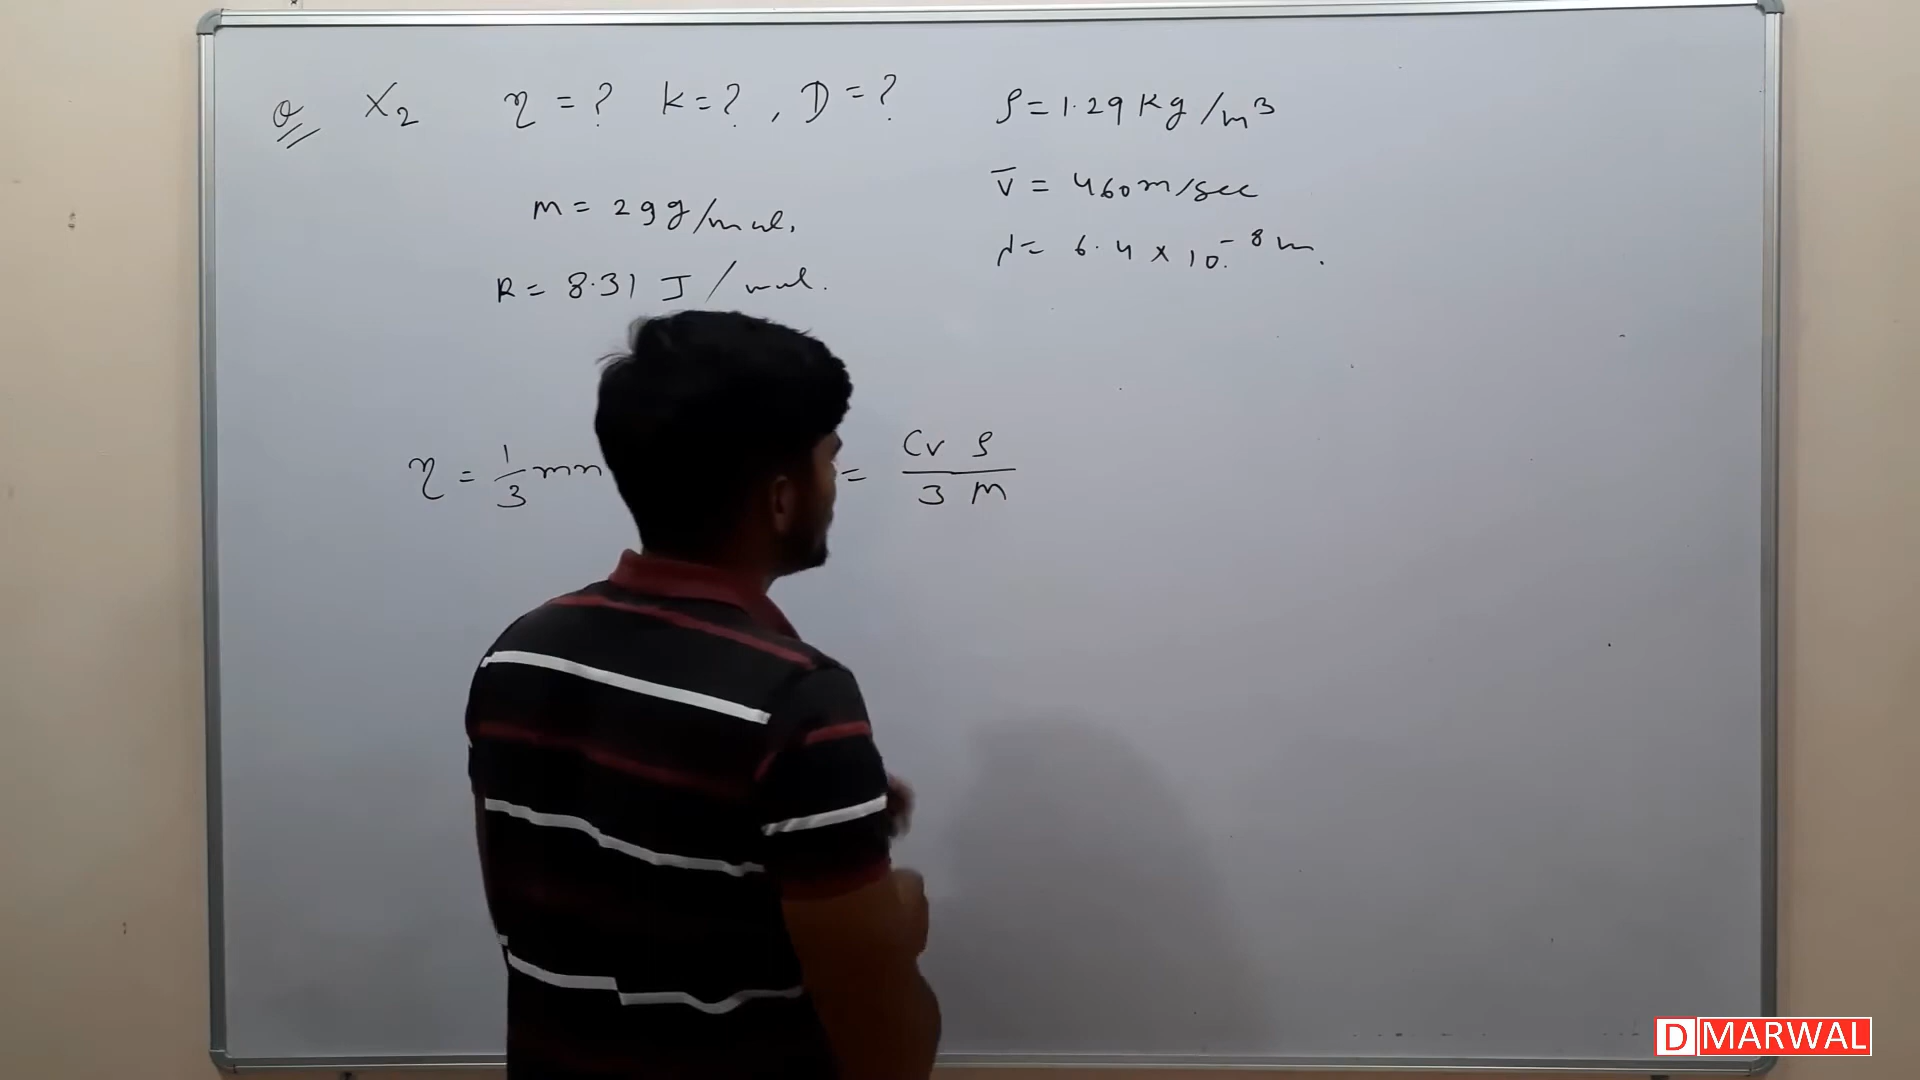 Q X₂ η = ? K = ?, D = ? ρ = 1.29 Kg/m³
v̄ = 460 m/sec
M = 29 g/mol.
λ = 6.4 × 10⁻⁸ m.
R = 8.31 J/mol.
η = 1/3 mn = Cv ρ / 3 M
D MARWAL